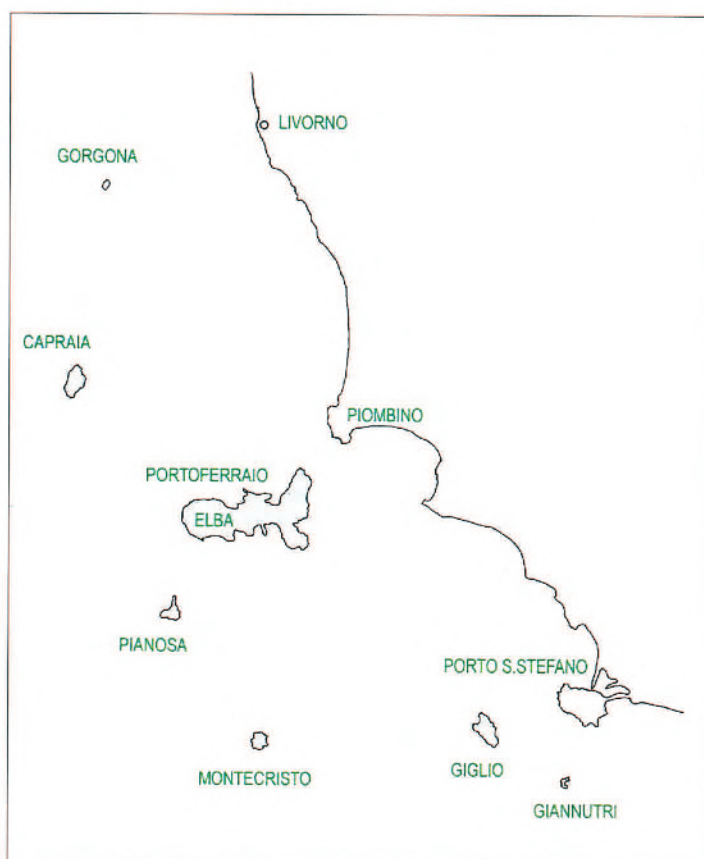 LIVORNO
GORGONA
CAPRAIA
PIOMBINO
PORTOFERRAIO
ELBA
PIANOSA
PORTO S.STEFANO
MONTECRISTO
GIGLIO
GIANNUTRI